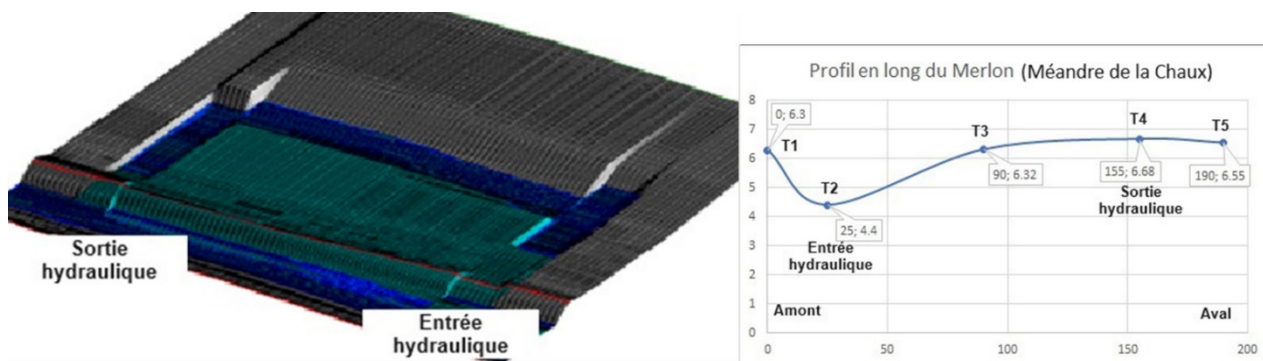 Sortie
hydraulique
Entrée
hydraulique
Profil en long du Merlon (Méandre de la Chaux)
8
7
6
5
4
3
2
1
0
0; 6.3
T1
T2
25; 4.4
Entrée
hydraulique
T3
90; 6.32
T4
155; 6.68
Sortie
hydraulique
T5
190; 6.55
Amont
Aval
0
50
100
150
200